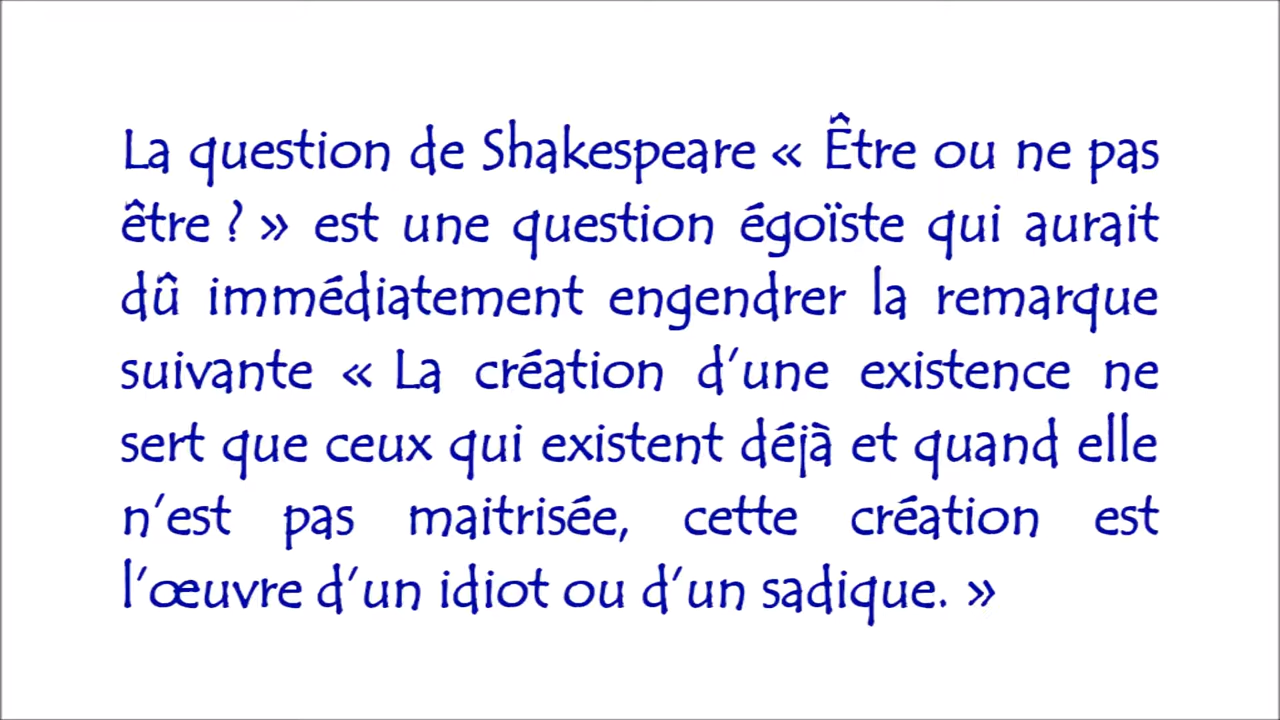 La question de Shakespeare « Être ou ne pas
être ? » est une question égoïste qui aurait
dû immédiatement engendrer la remarque
suivante « La création d’une existence ne
sert que ceux qui existent déjà et quand elle
n’est pas maitrisée, cette création est
l’œuvre d’un idiot ou d’un sadique. »